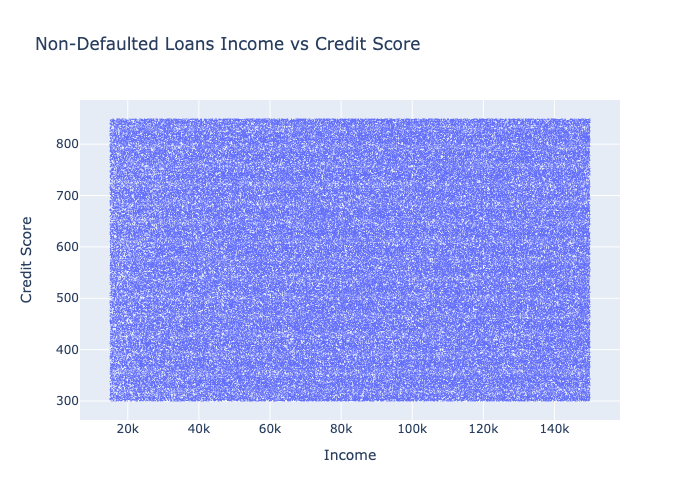 Non-Defaulted Loans Income vs Credit Score
Credit Score
800
700
600
500
400
300
20k 40k 60k 80k 100k 120k 140k
Income